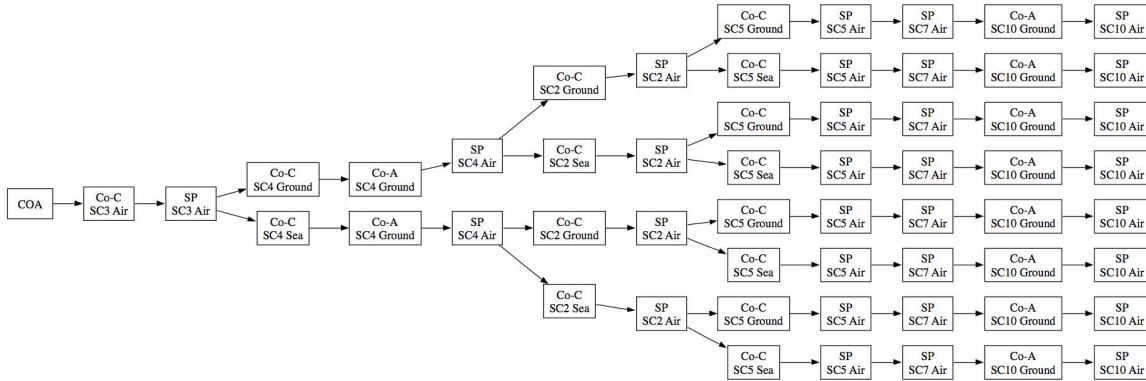 Co-C
SC5 Ground
SP
SC5 Air
SP
SC7 Air
Co-A
SC10 Ground
SP
SC10 Air
Co-C
SC2 Ground
SP
SC2 Air
Co-C
SC5 Sea
SP
SC5 Air
SP
SC7 Air
Co-A
SC10 Ground
SP
SC10 Air
Co-C
SC5 Ground
SP
SC5 Air
SP
SC7 Air
Co-A
SC10 Ground
SP
SC10 Air
SP
SC4 Air
Co-C
SC2 Sea
SP
SC2 Air
Co-C
SC5 Sea
SP
SC5 Air
SP
SC7 Air
Co-A
SC10 Ground
SP
SC10 Air
Co-C
SC4 Ground
Co-A
SC4 Ground
COA
Co-C
SC3 Air
SP
SC3 Air
Co-C
SC5 Ground
SP
SC5 Air
SP
SC7 Air
Co-A
SC10 Ground
SP
SC10 Air
Co-C
SC4 Sea
Co-A
SC4 Ground
SP
SC4 Air
Co-C
SC2 Ground
SP
SC2 Air
Co-C
SC5 Sea
SP
SC5 Air
SP
SC7 Air
Co-A
SC10 Ground
SP
SC10 Air
Co-C
SC2 Sea
SP
SC2 Air
Co-C
SC5 Ground
SP
SC5 Air
SP
SC7 Air
Co-A
SC10 Ground
SP
SC10 Air
Co-C
SC5 Sea
SP
SC5 Air
SP
SC7 Air
Co-A
SC10 Ground
SP
SC10 Air